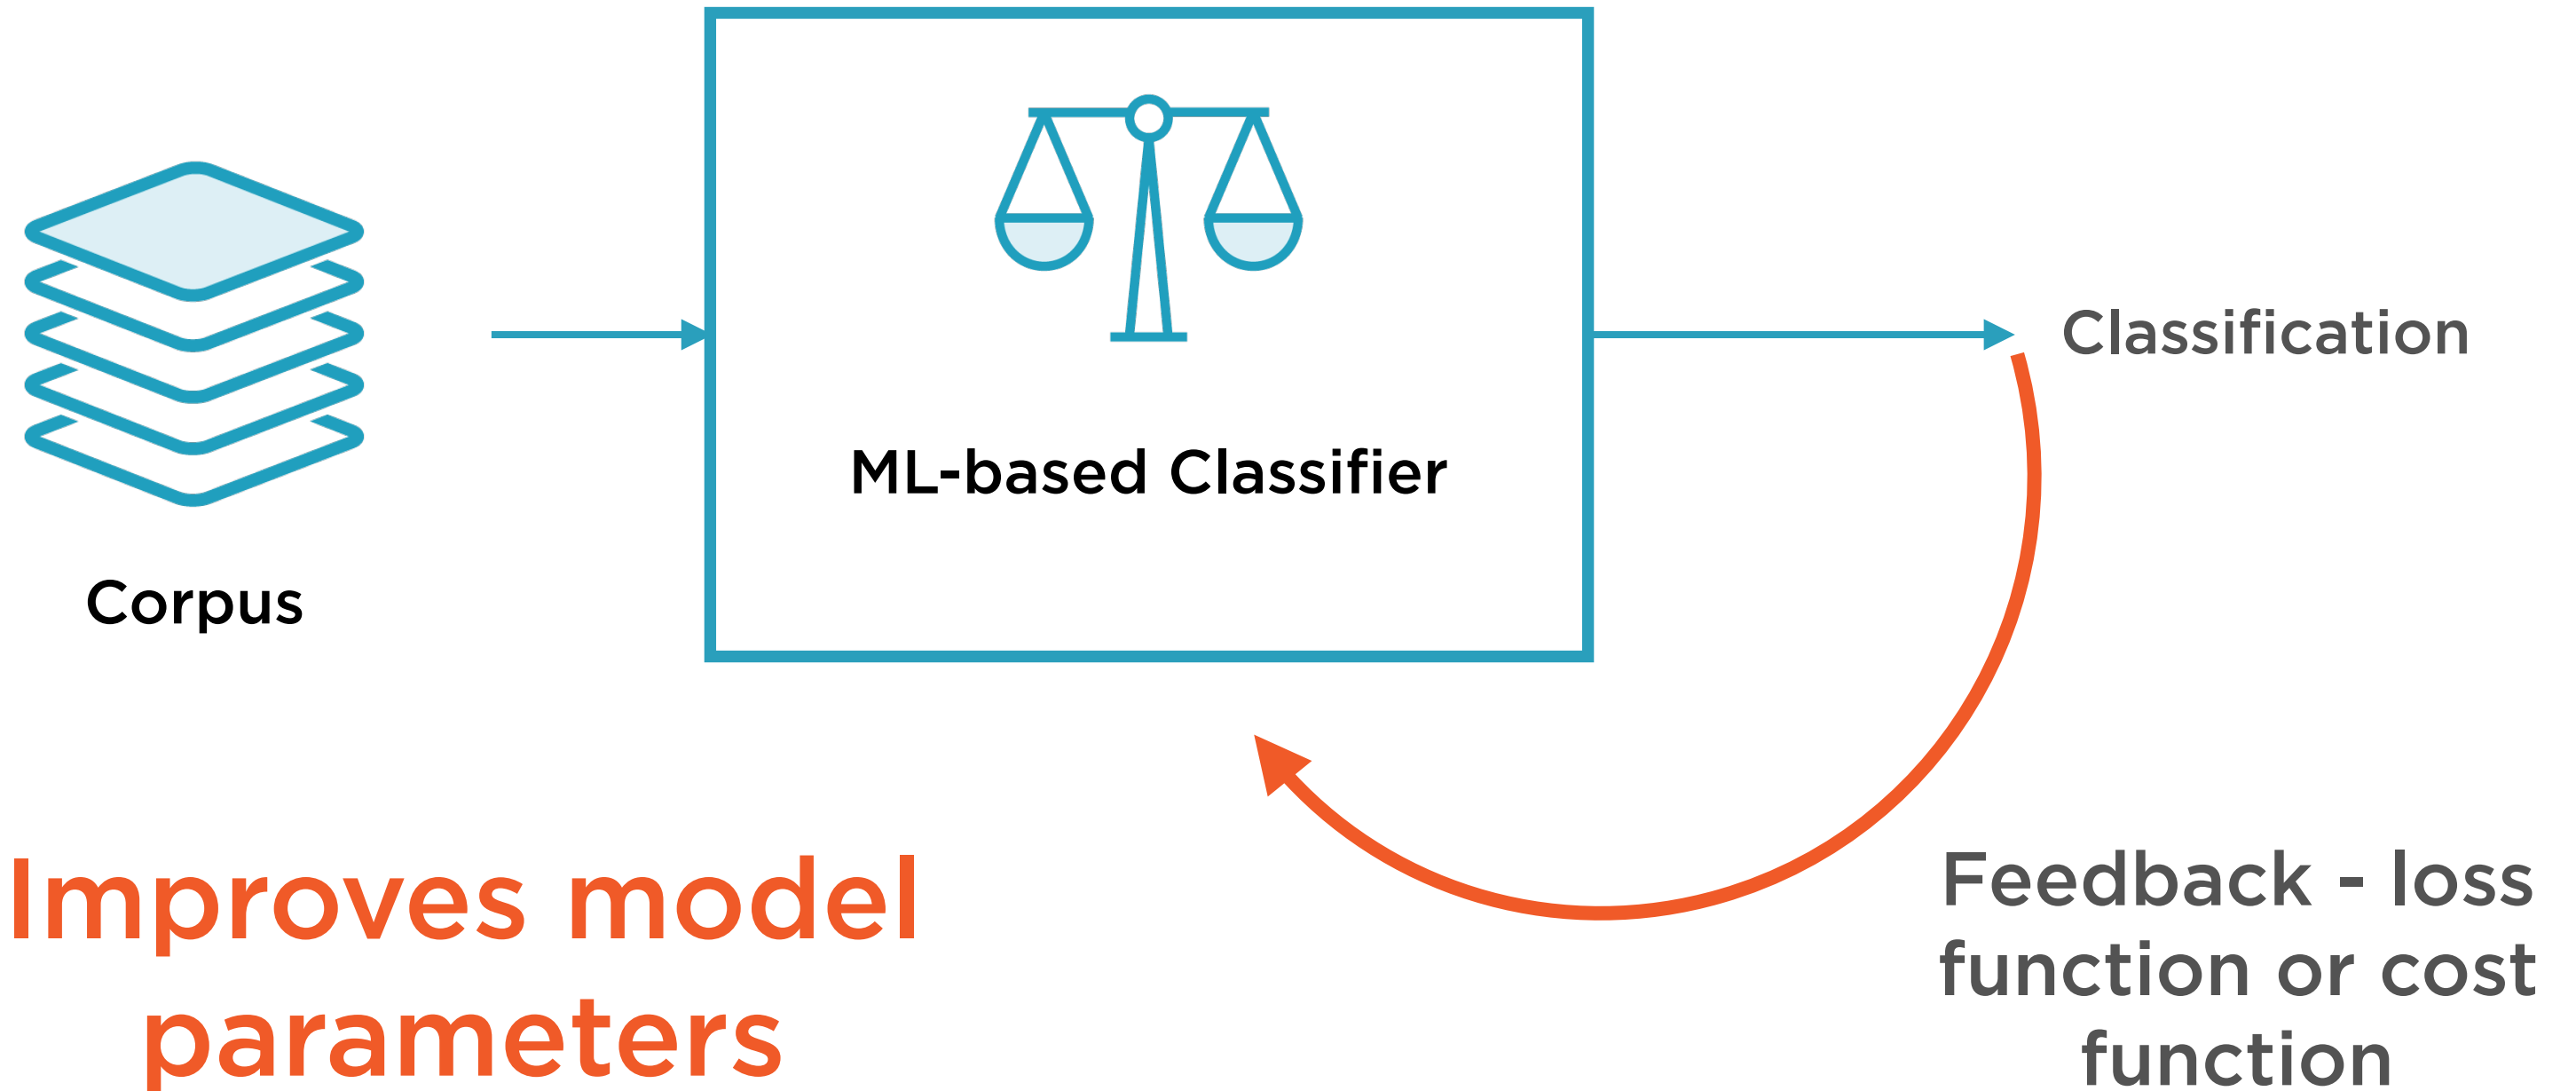 Classification
ML-based Classifier
Corpus
Improves model
parameters
Feedback - loss
function or cost
function